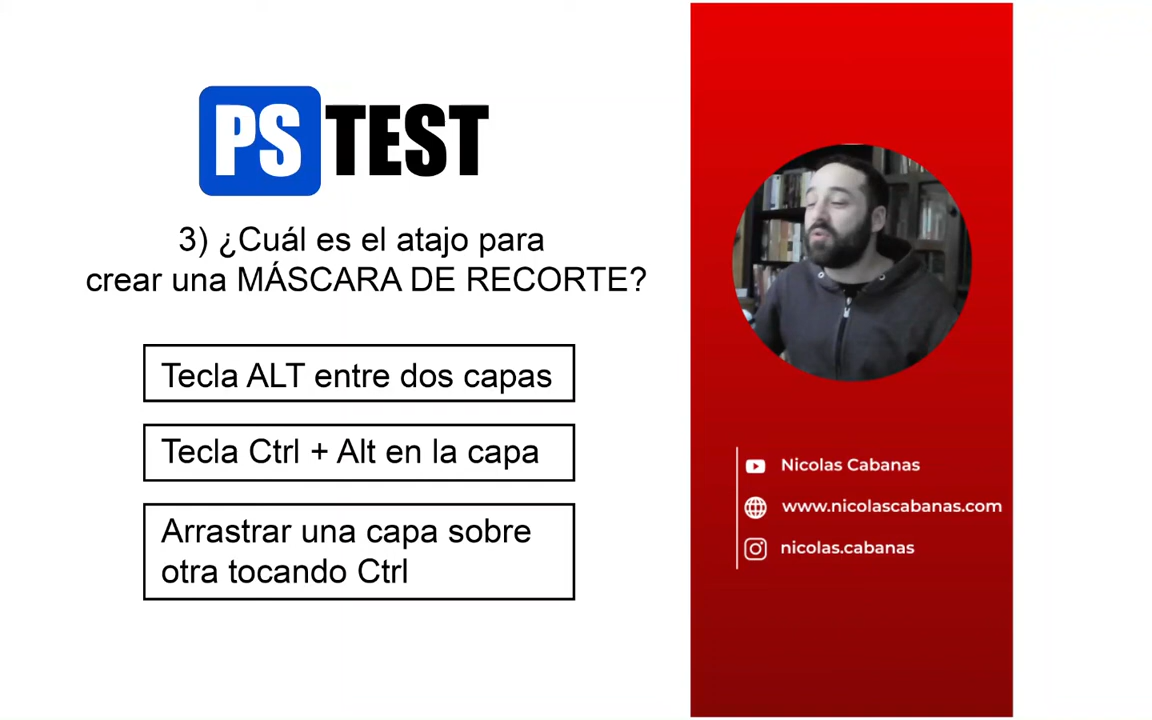 PS TEST
3) ¿Cuál es el atajo para
crear una MÁSCARA DE RECORTE?
Tecla ALT entre dos capas
Tecla Ctrl + Alt en la capa
Arrastrar una capa sobre
otra tocando Ctrl
Nicolas Cabanas
www.nicolascabanas.com
nicolas.cabanas